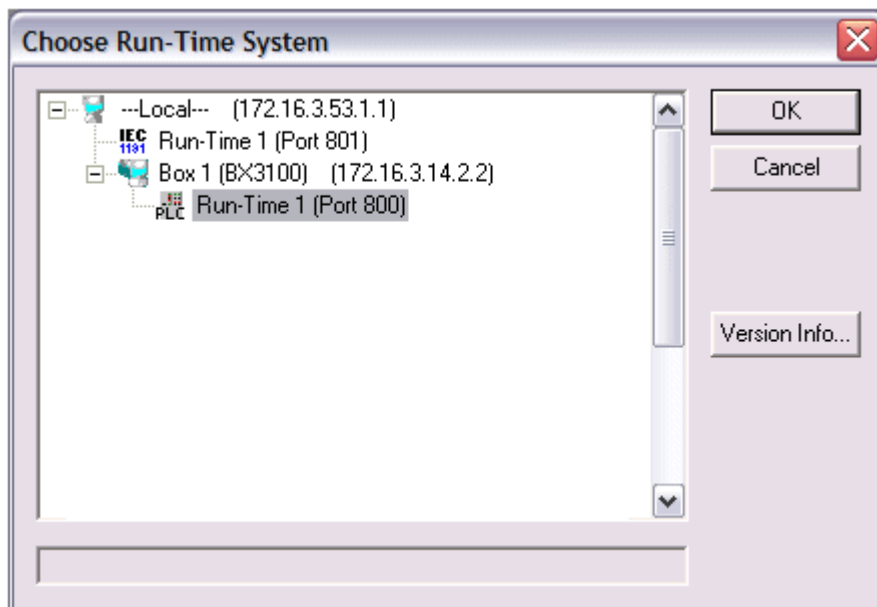 Choose Run-Time System
---Local--- (172.16.3.53.1.1)
IEC 1131 Run-Time 1 (Port 801)
Box 1 (BX3100) (172.16.3.14.2.2)
PLC Run-Time 1 (Port 800)
OK
Cancel
Version Info...